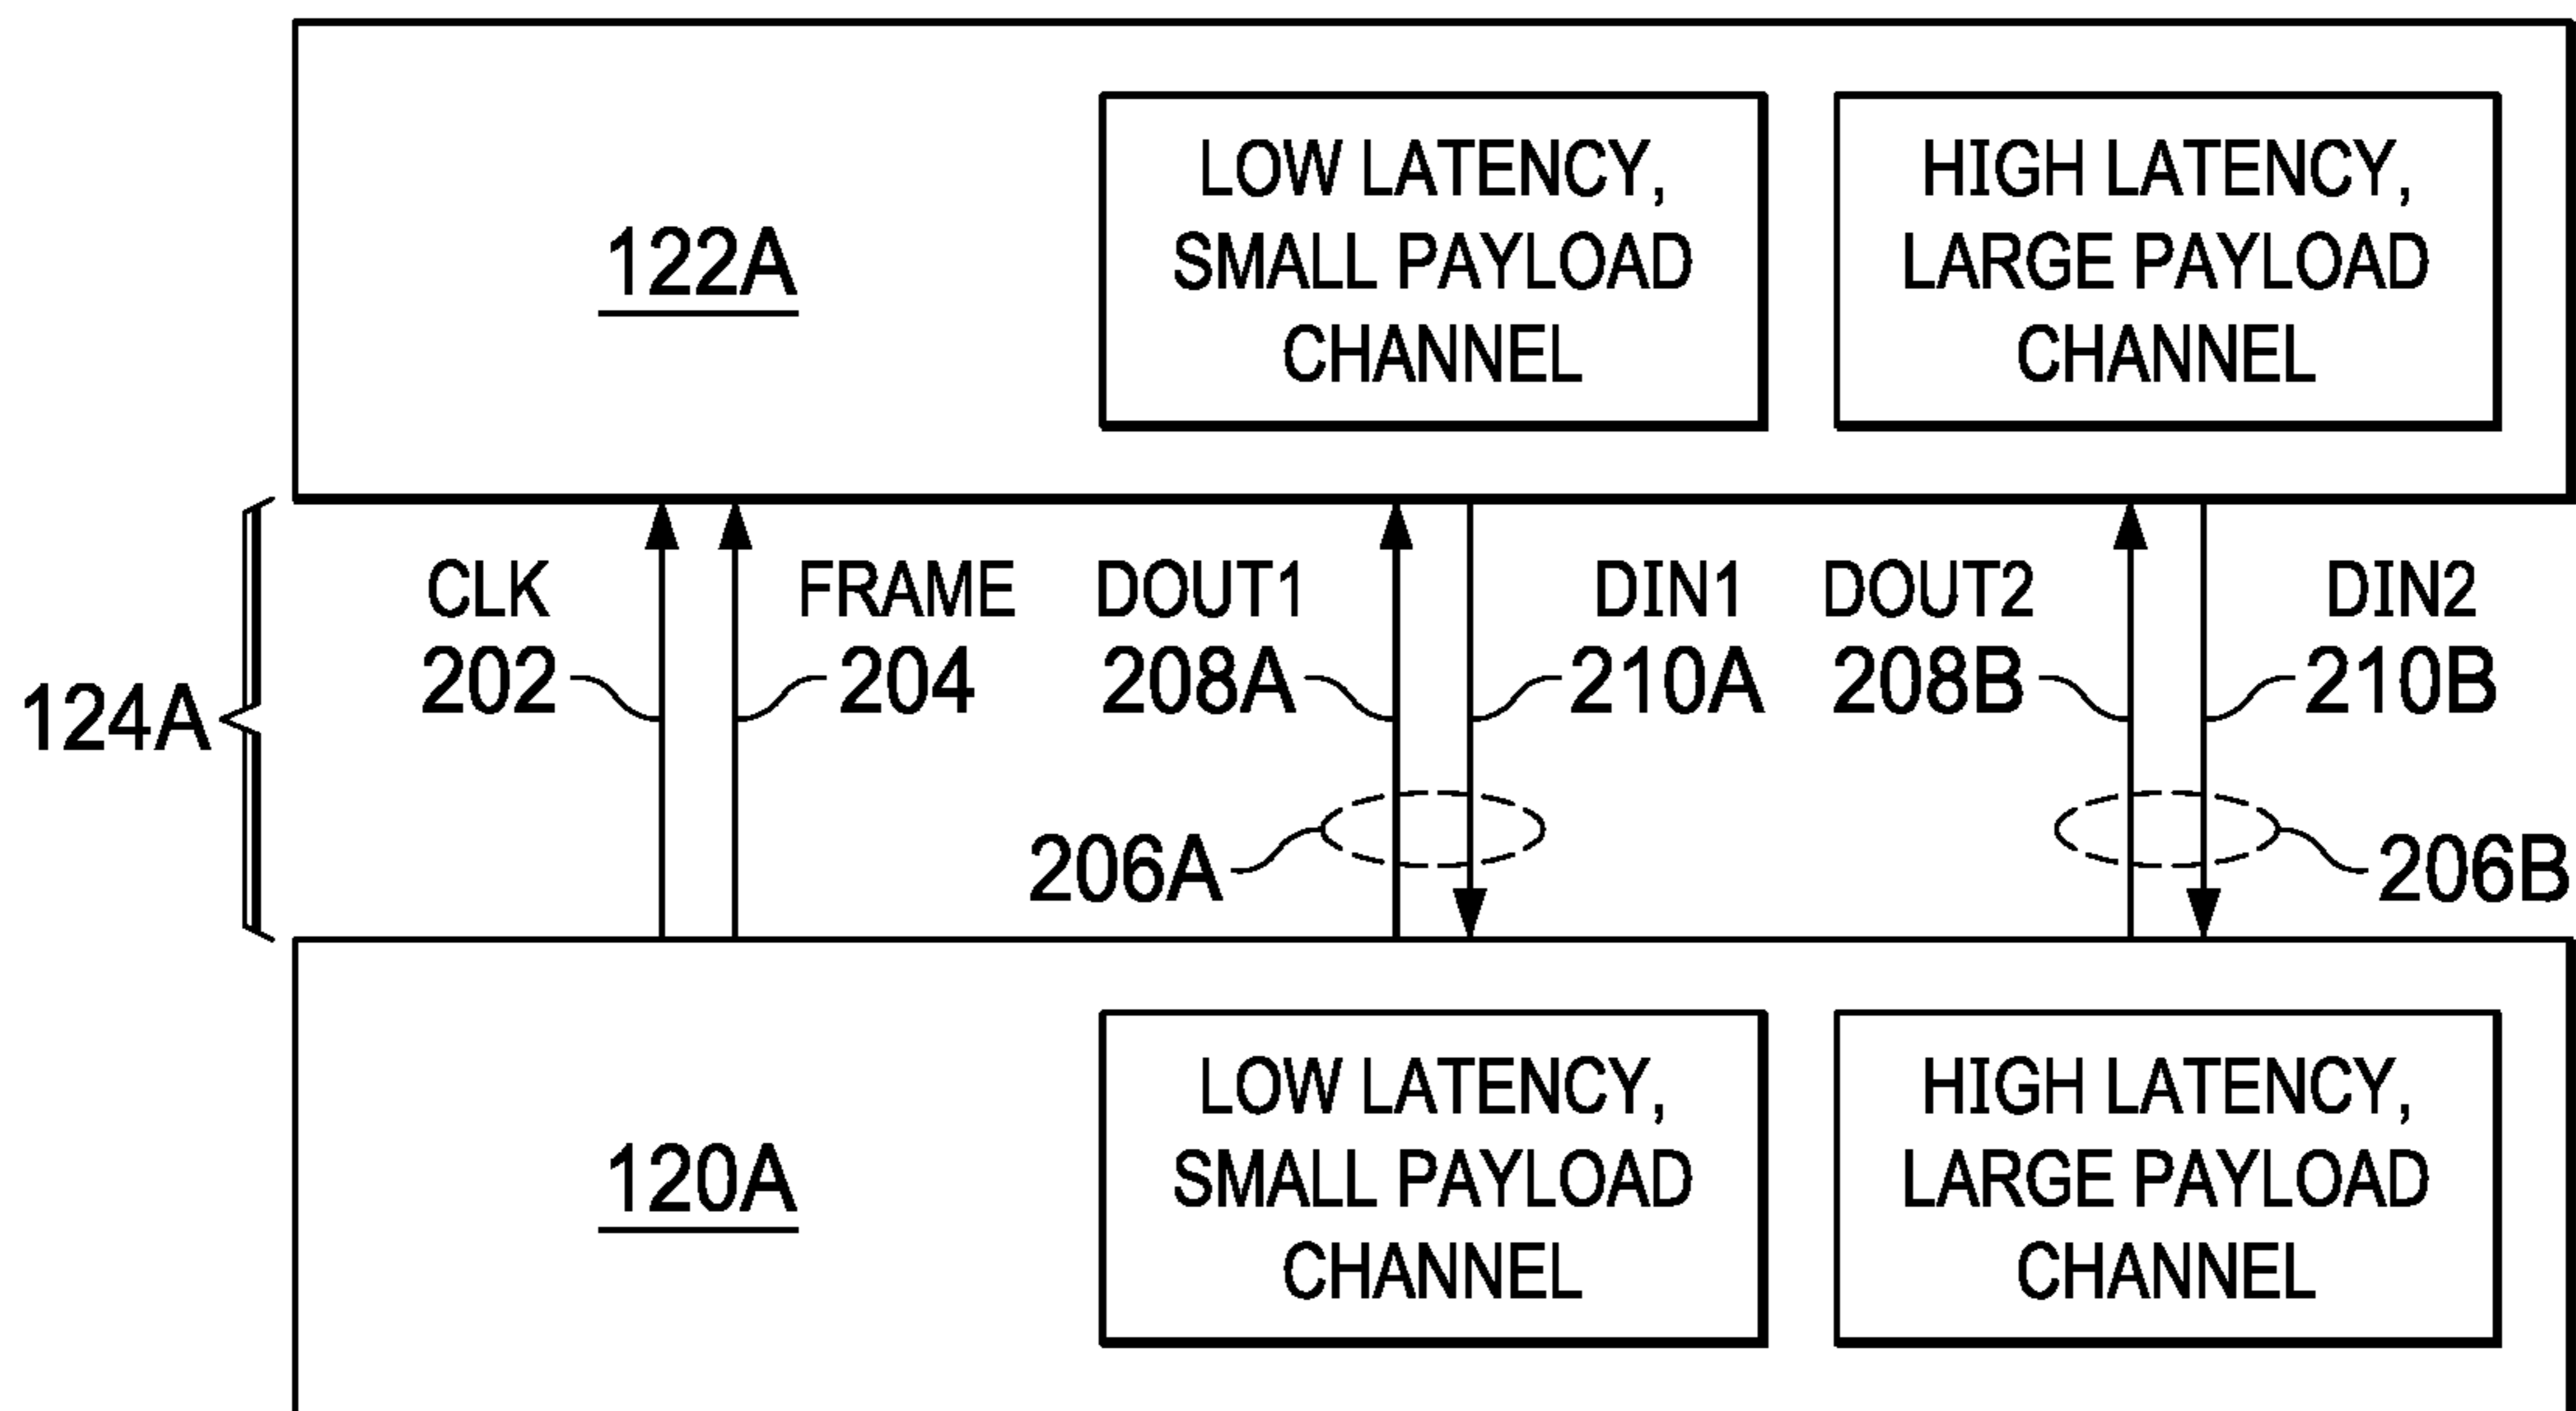 122A
LOW LATENCY,
SMALL PAYLOAD
CHANNEL
HIGH LATENCY,
LARGE PAYLOAD
CHANNEL
124A
CLK
202
FRAME
204
DOUT1
208A
DIN1
210A
DOUT2
208B
DIN2
210B
206A
206B
120A
LOW LATENCY,
SMALL PAYLOAD
CHANNEL
HIGH LATENCY,
LARGE PAYLOAD
CHANNEL